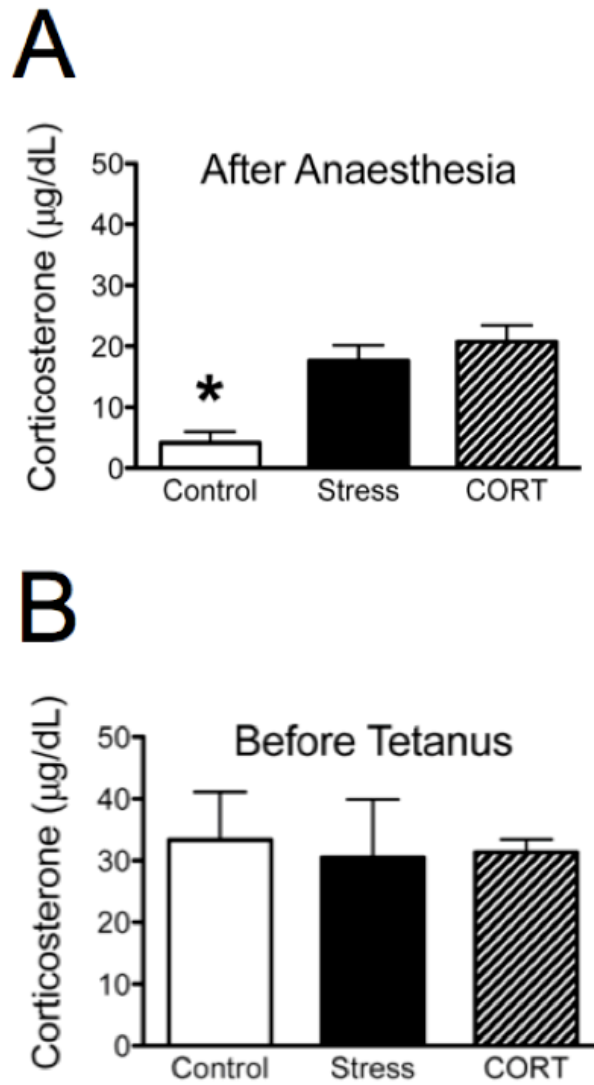 A
After Anaesthesia
Corticosterone (µg/dL)
50
40
30
20
10
0
*
Control Stress CORT
B
Before Tetanus
Corticosterone (µg/dL)
50
40
30
20
10
0
Control Stress CORT